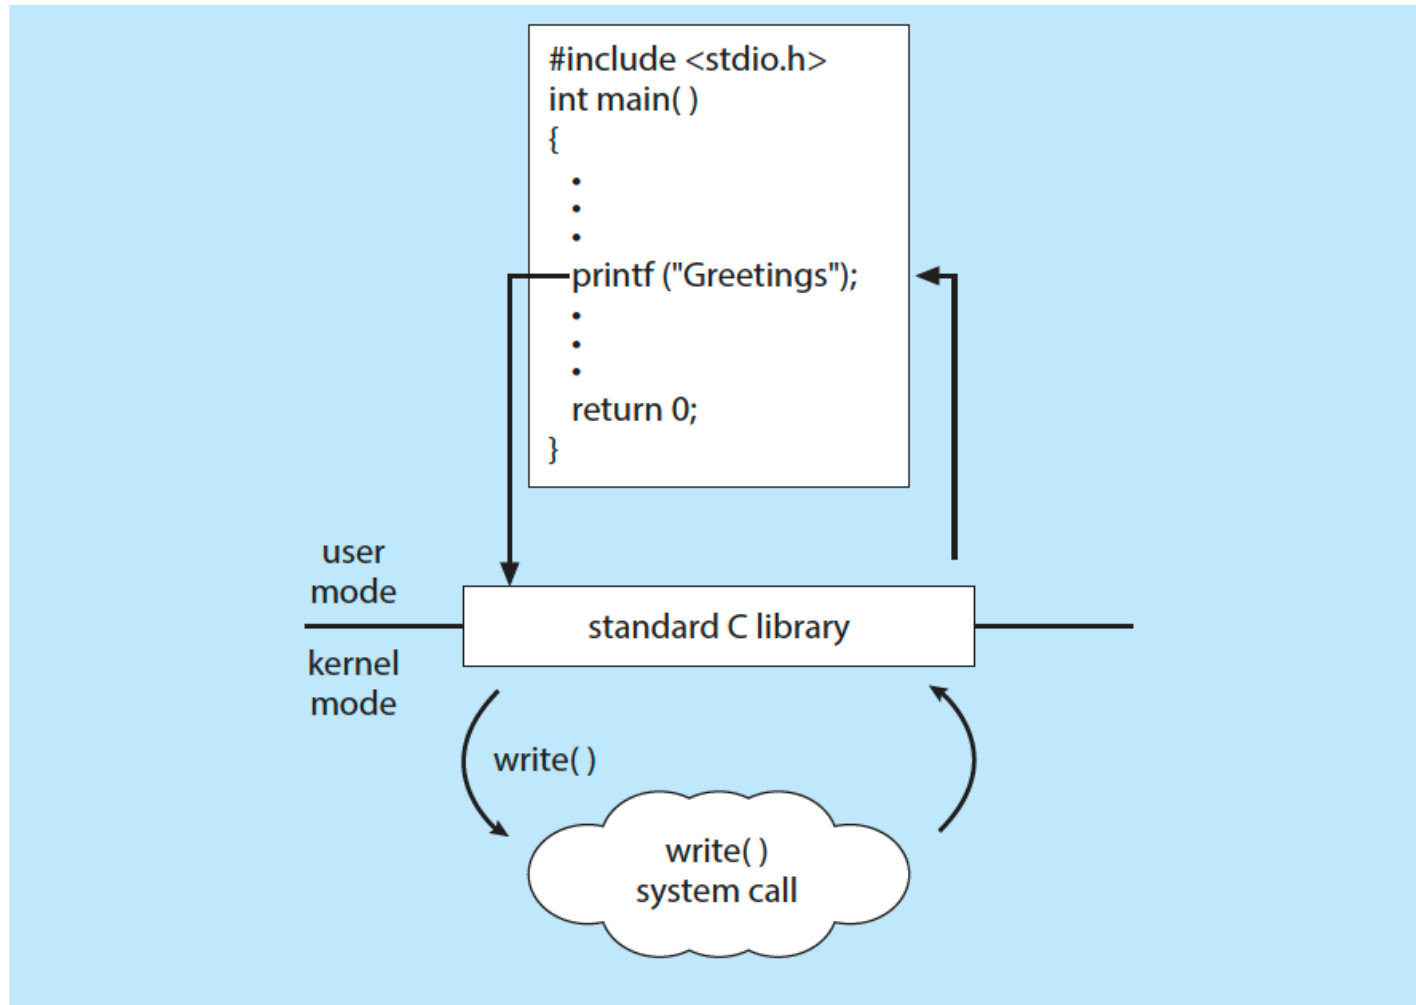 #include <stdio.h>
int main( )
{
•
•
•
printf ("Greetings");
•
•
•
return 0;
}
user
mode
standard C library
kernel
mode
write( )
write( )
system call